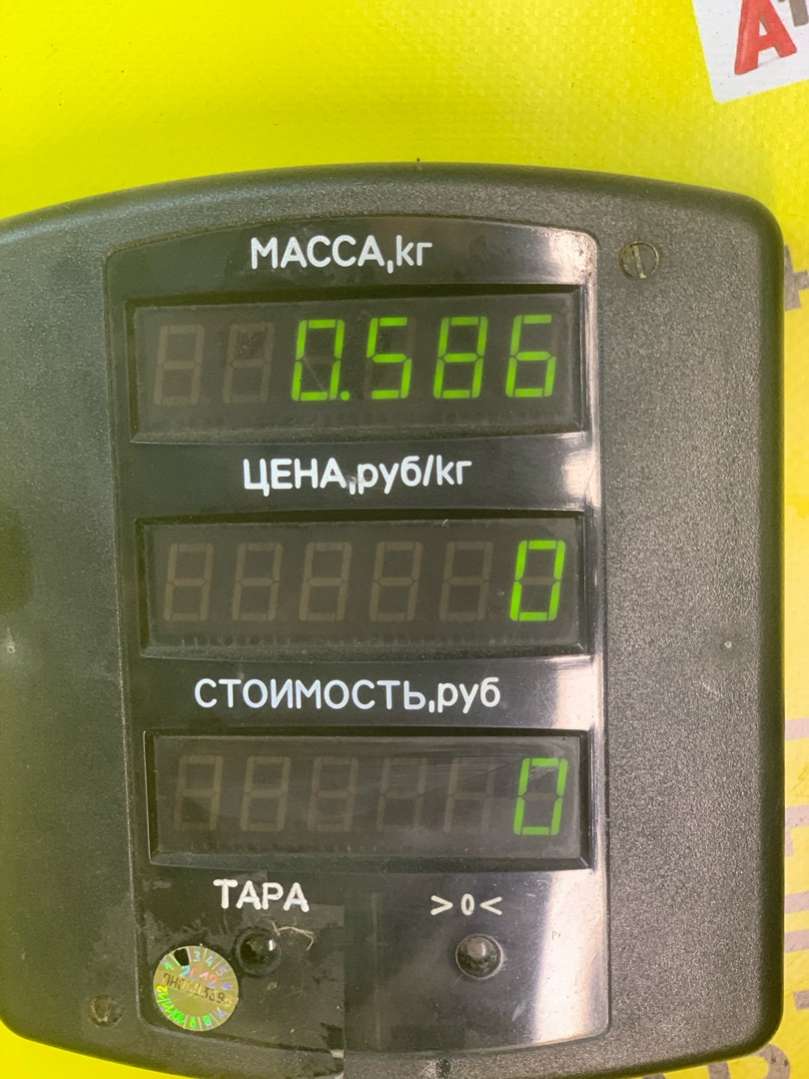 МАССА,кг
0.586
ЦЕНА,руб/кг
0
СТОИМОСТЬ,руб
0
ТАРА >0<